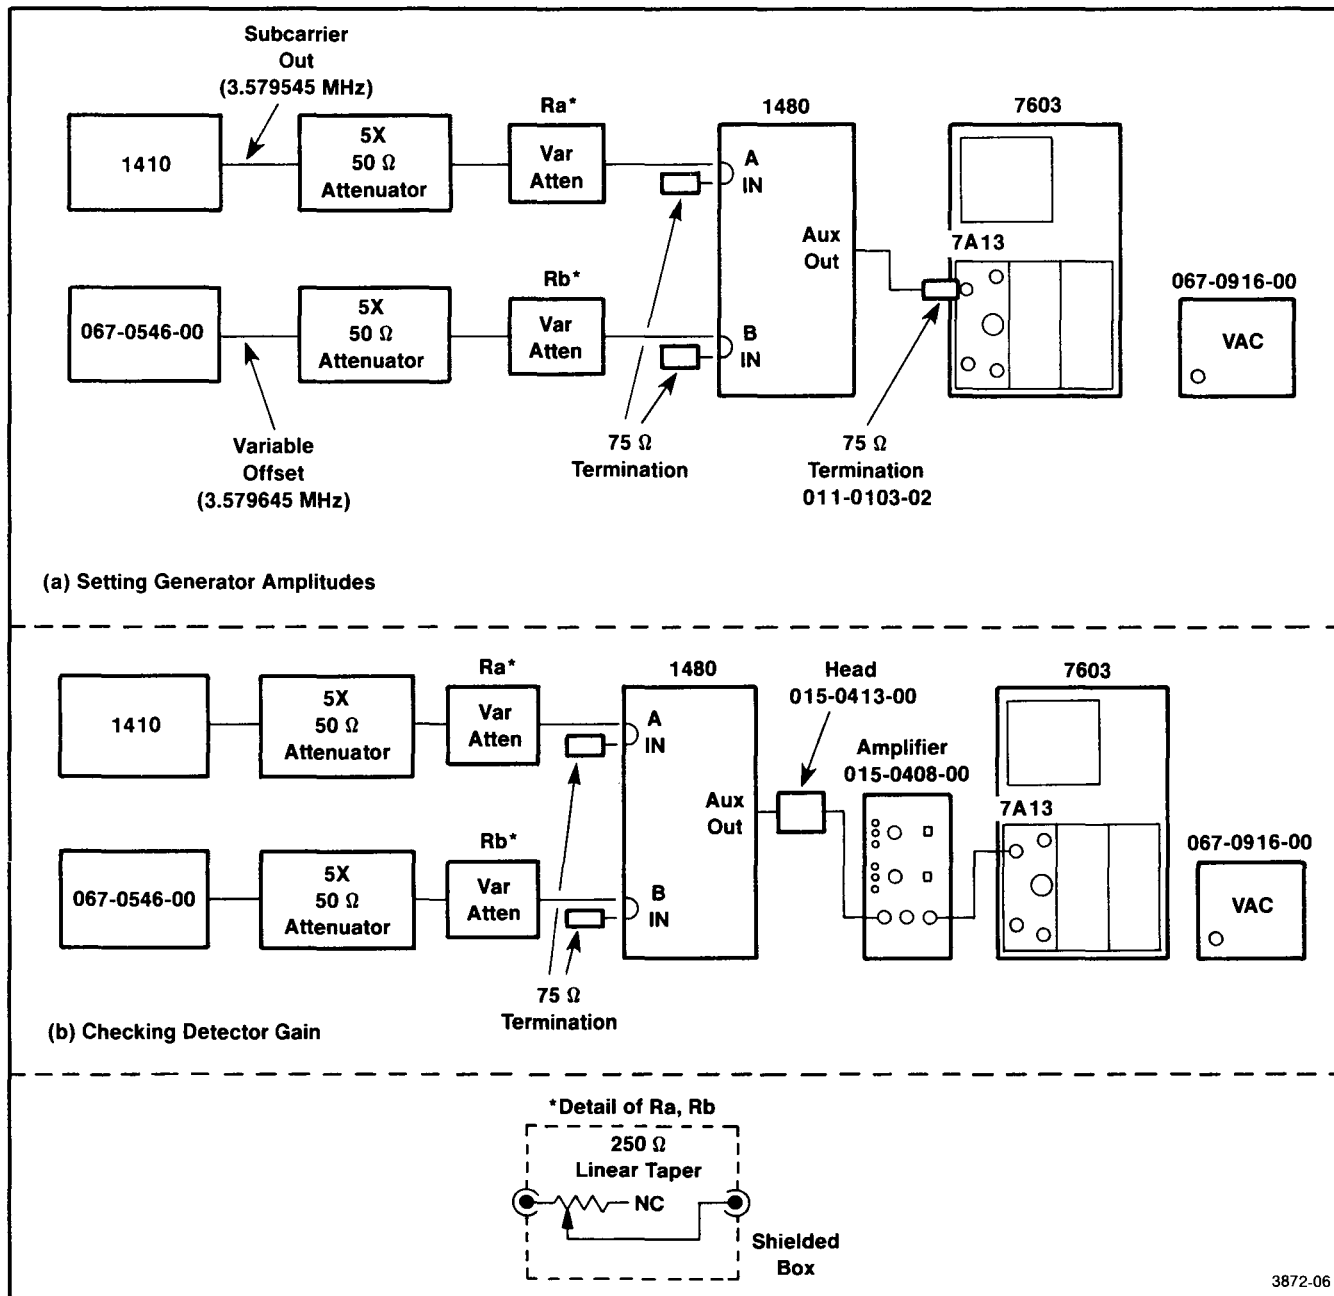 Subcarrier
Out
(3.579545 MHz)
1410
5X
50 Ω
Attenuator
Ra*
Var
Atten
1480
A
IN
Aux
Out
7603
7A13
067-0546-00
5X
50 Ω
Attenuator
Rb*
Var
Atten
B
IN
067-0916-00
VAC
Variable
Offset
(3.579645 MHz)
75 Ω
Termination
75 Ω
Termination
011-0103-02
(a) Setting Generator Amplitudes
1410
5X
50 Ω
Attenuator
Ra*
Var
Atten
1480
A
IN
Aux
Out
Head
015-0413-00
Amplifier
015-0408-00
7603
7A13
067-0546-00
5X
50 Ω
Attenuator
Rb*
Var
Atten
B
IN
067-0916-00
VAC
75 Ω
Termination
(b) Checking Detector Gain
*Detail of Ra, Rb
250 Ω
Linear Taper
NC
Shielded
Box
3872-06